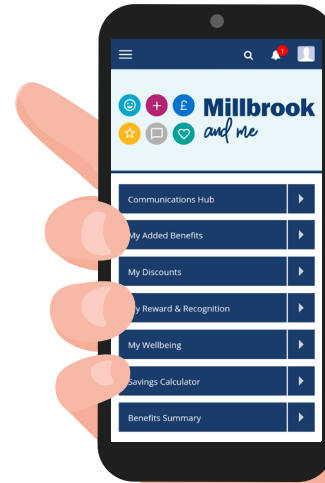 1
£
Millbrook
and me
Communications Hub
My Added Benefits
My Discounts
y Reward & Recognition
My Wellbeing
Savings Calculator
Benefits Summary